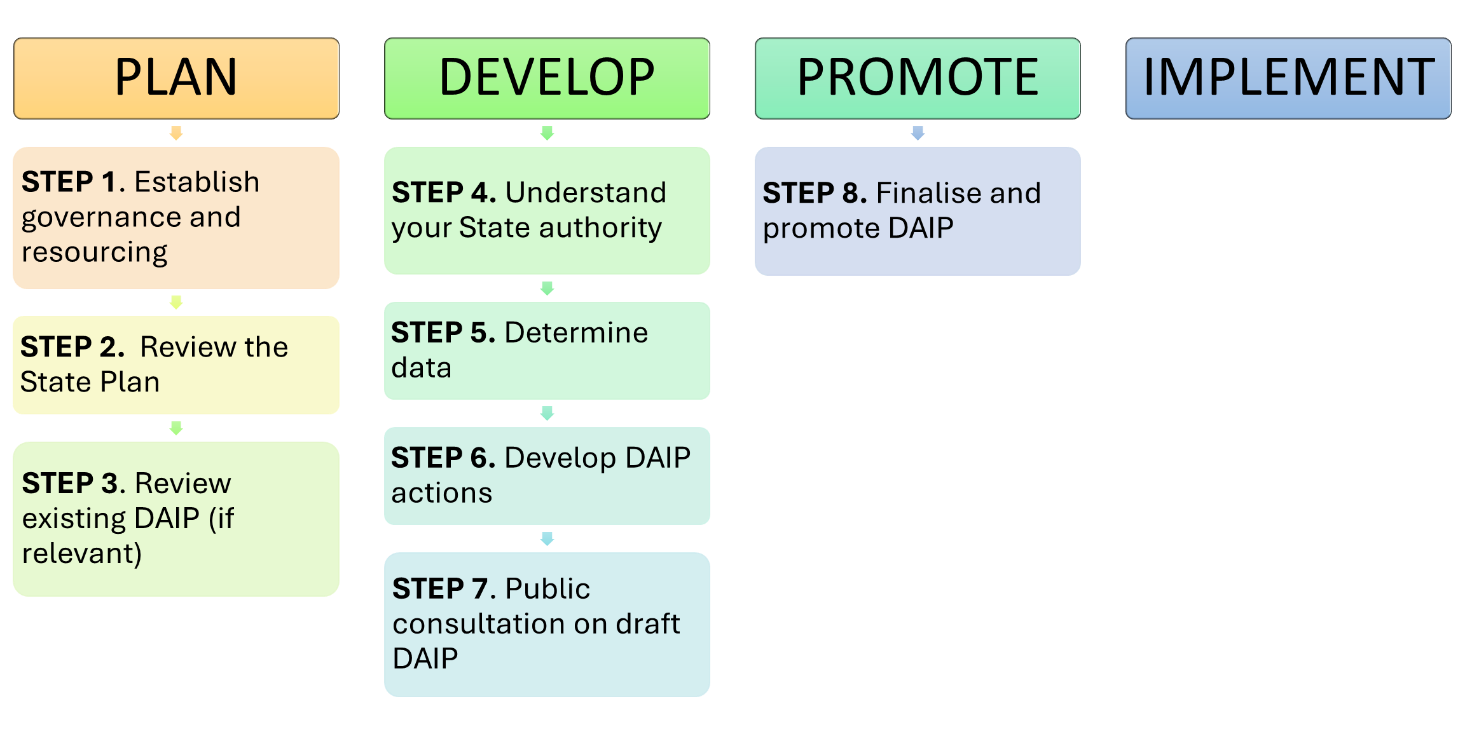 PLAN
STEP 1. Establish
governance and
resourcing
STEP 2.  Review the
State Plan
STEP 3. Review
existing DAIP (if
relevant)
DEVELOP
STEP 4. Understand
your State authority
STEP 5. Determine
data
STEP 6. Develop DAIP
actions
STEP 7. Public
consultation on draft
DAIP
PROMOTE
STEP 8. Finalise and
promote DAIP
IMPLEMENT